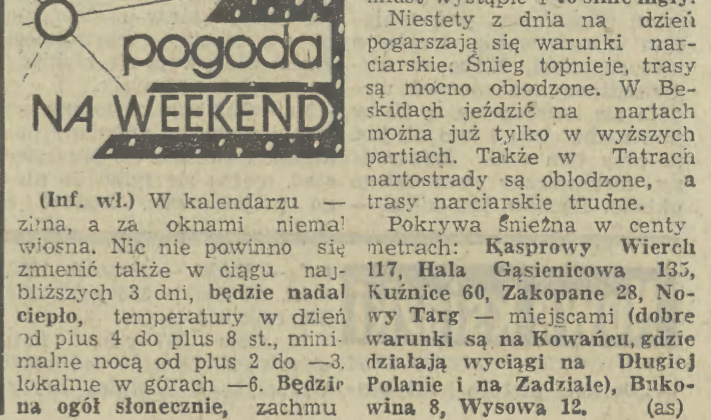 pogoda
NA WEEKEND
(Inf. wł.) W kalendarzu —
zima, a za oknami niemal
wiosna. Nic nie powinno się
zmienić także w ciągu naj-
bliższych 3 dni, będzie nadal
ciepło, temperatury w dzień
od plus 4 do plus 8 st., mini-
malne nocą od plus 2 do —3.
lokalnie w górach —6. Będzie
na ogół słonecznie, zachmu
Niestety z dnia na dzień
pogarszają się warunki nar-
ciarskie. Śnieg topnieje, trasy
są mocno oblodzone. W Be-
skidach jeździć na nartach
można już tylko w wyższych
partiach. Także w Tatrach
nartostrady są oblodzone, a
trasy narciarskie trudne.
Pokrywa śnieżna w centy
metrach: Kasprowy Wierch
117, Hala Gąsienicowa 135,
Kuźnice 60, Zakopane 28, No-
wy Targ — miejscami (dobre
warunki są na Kowańcu, gdzie
działają wyciągi na Długiej
Polanie i na Zadziale), Buko-
wina 8, Wysowa 12. (as)